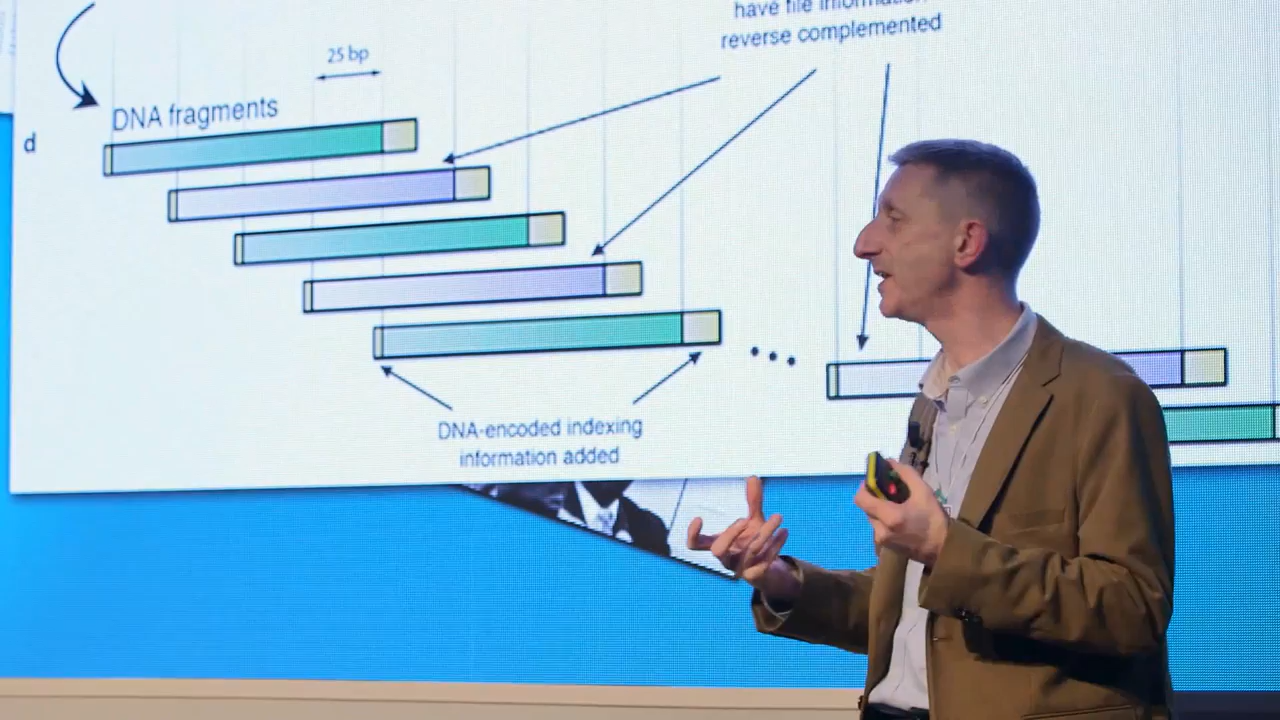 have file information
reverse complemented
25 bp
DNA fragments
d
DNA-encoded indexing
information added